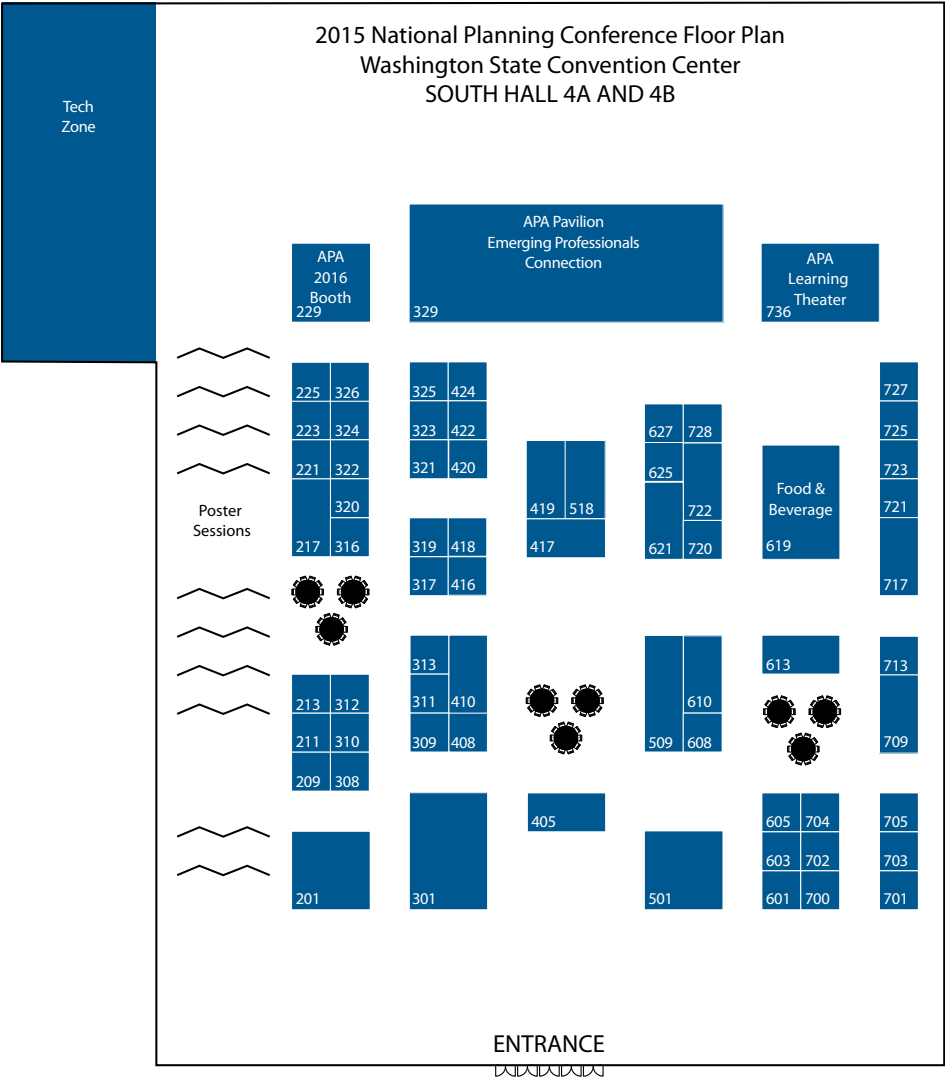 2015 National Planning Conference Floor Plan
Washington State Convention Center
SOUTH HALL 4A AND 4B
Tech
Zone
APA
2016
Booth
229
APA Pavilion
Emerging Professionals
Connection
329
APA
Learning
Theater
736
225 326 325 424 727
223 324 323 422 627 728 725
221 322 321 420 625 723
Poster
Sessions
320 419 518 722 721
Food &
Beverage
217 316 319 418 417 621 720 619
317 416 717
313 613 713
213 312 311 410 610
211 310 309 408 509 608 709
209 308
405 605 704 705
603 702 703
201 301 501 601 700 701
ENTRANCE